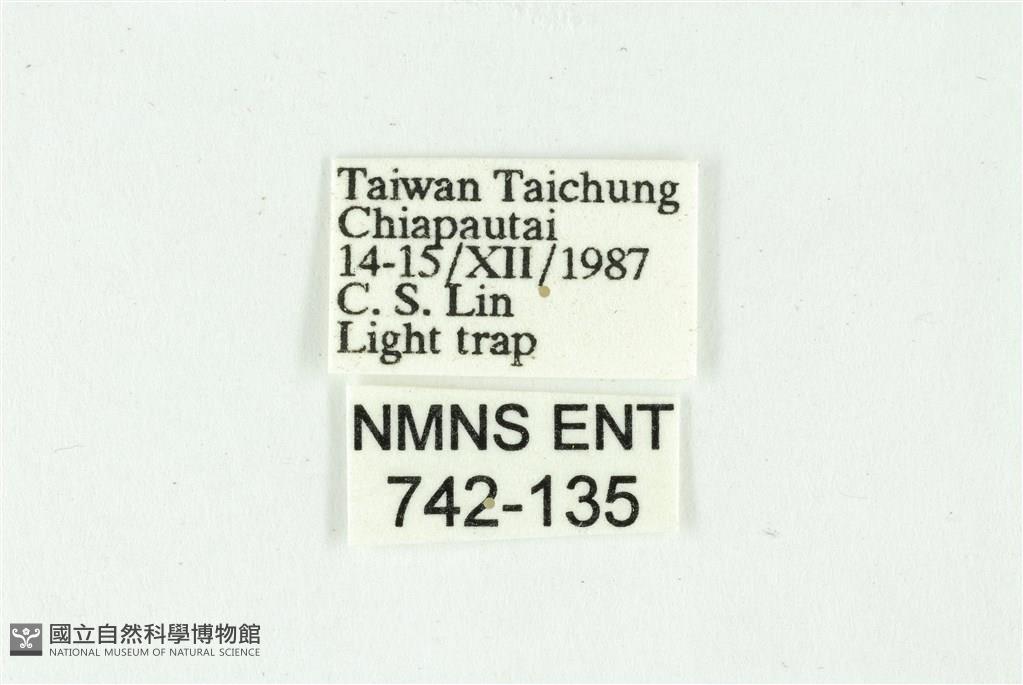 Taiwan Taichung
Chiapautai
14-15/XII/1987
C. S. Lin
Light trap
NMNS ENT
742-135
國立自然科學博物館
NATIONAL MUSEUM OF NATURAL SCIENCE